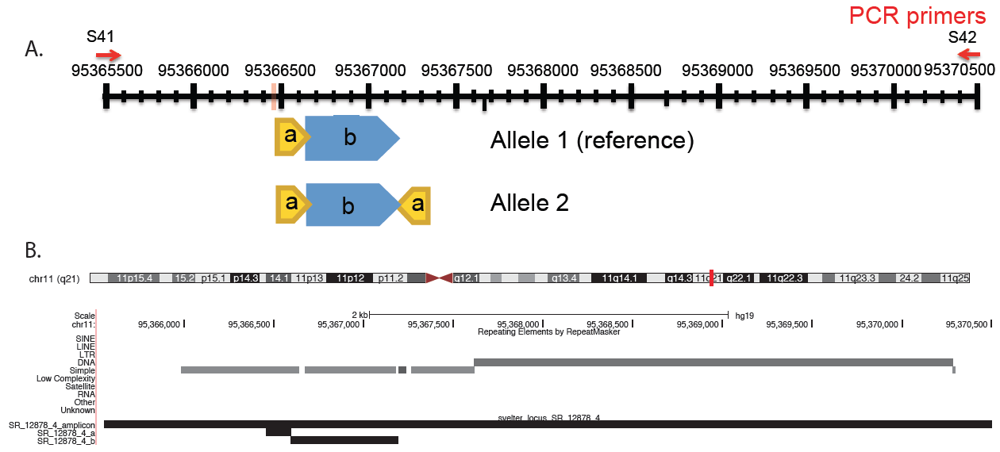 PCR primers
S41
S42
A.
95365500 95366000 95366500 95367000 95367500 95368000 95368500 95369000 95369500 95370000 95370500
a b Allele 1 (reference)
a b a Allele 2
B.
chr11 (q21) 11p15.4 15.2 p15.1 p14.3 14.1 11p13 11p12 p11.2 q12.1 q13.4 11q14.1 q14.3 11q21 q22.1 11q22.3 11q23.3 24.2 11q25
Scale 2 kb hg19
chr11: 95,366,000 95,366,500 95,367,000 95,367,500 95,368,000 95,368,500 95,369,000 95,369,500 95,370,000 95,370,500
Repeating Elements by RepeatMasker
SINE
LINE
LTR
DNA
Simple
Low Complexity
Satellite
RNA
Other
Unknown
svelter_locus_SR_12878_4
SR_12878_4_amplicon
SR_12878_4_a
SR_12878_4_b